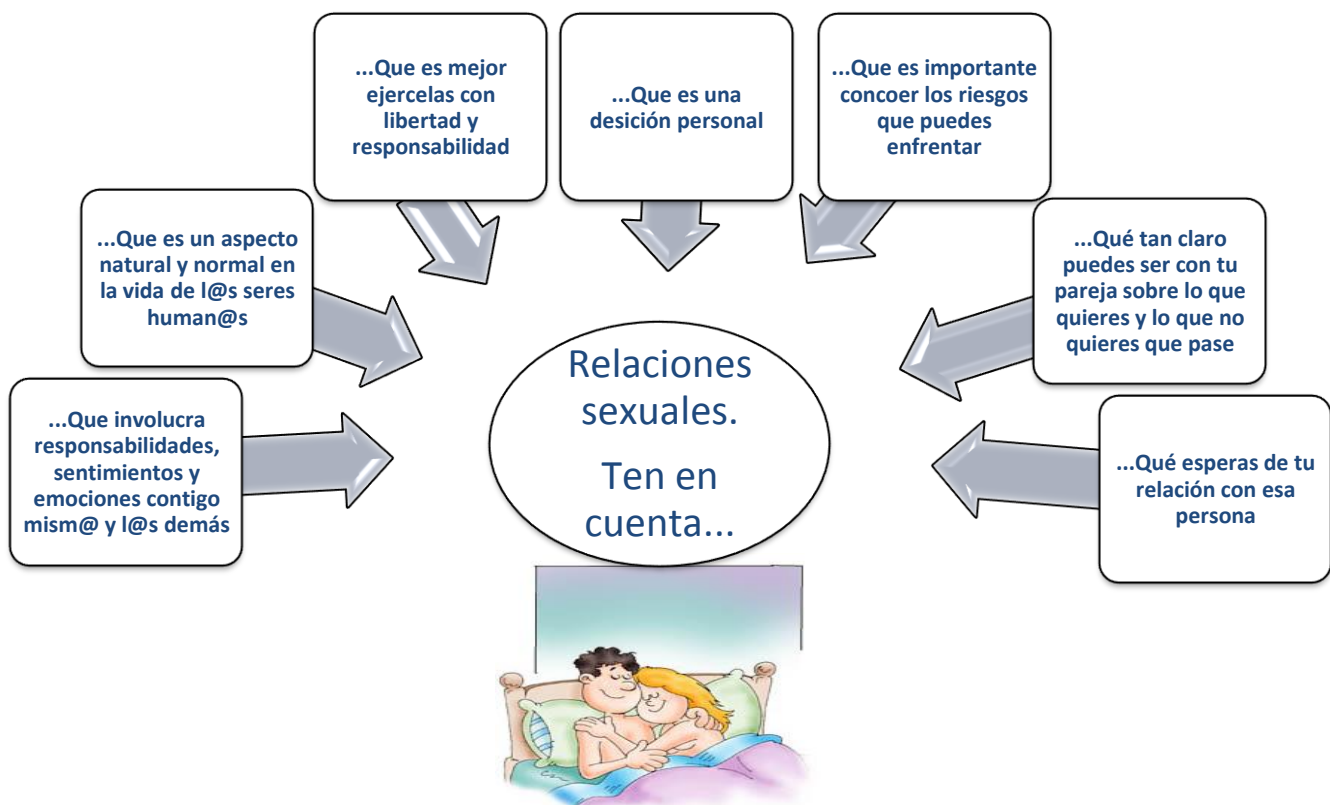 ...Que es mejor
ejercelas con
libertad y
responsabilidad
...Que es una
desición personal
...Que es importante
concoer los riesgos
que puedes
enfrentar
...Que es un aspecto
natural y normal en
la vida de l@s seres
human@s
...Qué tan claro
puedes ser con tu
pareja sobre lo que
quieres y lo que no
quieres que pase
...Que involucra
responsabilidades,
sentimientos y
emociones contigo
mism@ y l@s demás
Relaciones
sexuales.
Ten en
cuenta...
...Qué esperas de tu
relación con esa
persona